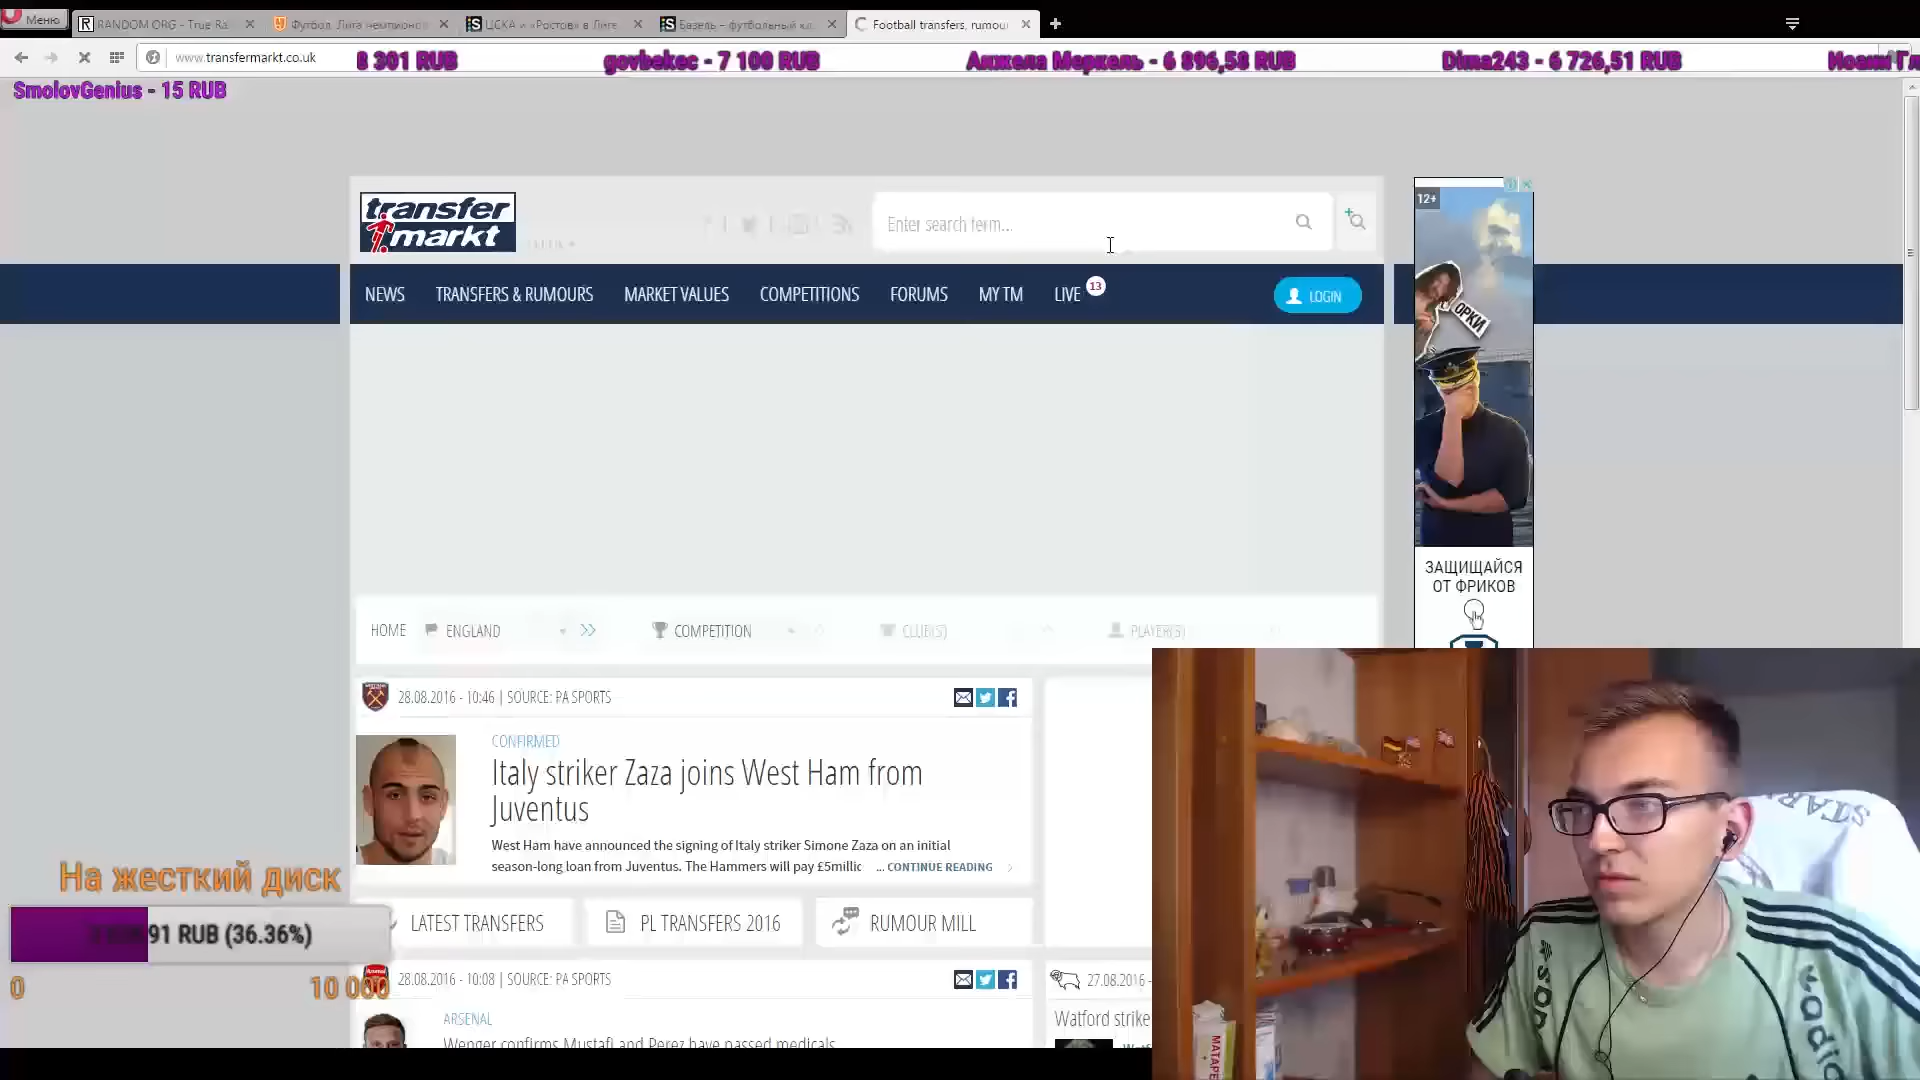 Меню
RANDOM.ORG - True Ra
Футбол. Лига чемпионо
ЦСКА и «Ростов» в Лиге
Базель – футбольный кл
Football transfers, rumou
www.transfermarkt.co.uk
8 301 RUB
govbekec - 7 100 RUB
Анжела Меркель - 6 896,58 RUB
Dima243 - 6 726,51 RUB
Иоанн Гл
SmolovGenius - 15 RUB
transfer
markt
Enter search term...
NEWS
TRANSFERS & RUMOURS
MARKET VALUES
COMPETITIONS
FORUMS
MY TM
LIVE
13
LOGIN
12+
ОРКИ
ЗАЩИЩАЙСЯ
ОТ ФРИКОВ
HOME
ENGLAND
COMPETITION
CLUB(S)
PLAYER(S)
28.08.2016 - 10:46 | SOURCE: PA SPORTS
CONFIRMED
Italy striker Zaza joins West Ham from
Juventus
West Ham have announced the signing of Italy striker Simone Zaza on an initial
season-long loan from Juventus. The Hammers will pay £5millic ... CONTINUE READING
LATEST TRANSFERS
PL TRANSFERS 2016
RUMOUR MILL
На жесткий диск
91 RUB (36.36%)
0
10 000
28.08.2016 - 10:08 | SOURCE: PA SPORTS
ARSENAL
Wenger confirms Mustafi and Perez have passed medicals
27.08.2016 -
Watford strike
STAR
adidas